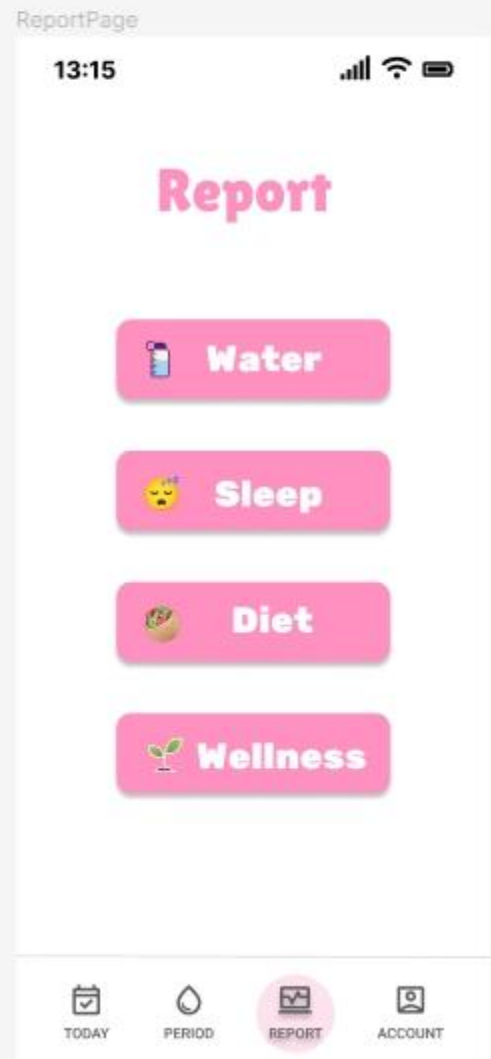 ReportPage
13:15
Report
Water
Sleep
Diet
Wellness
TODAY PERIOD REPORT ACCOUNT